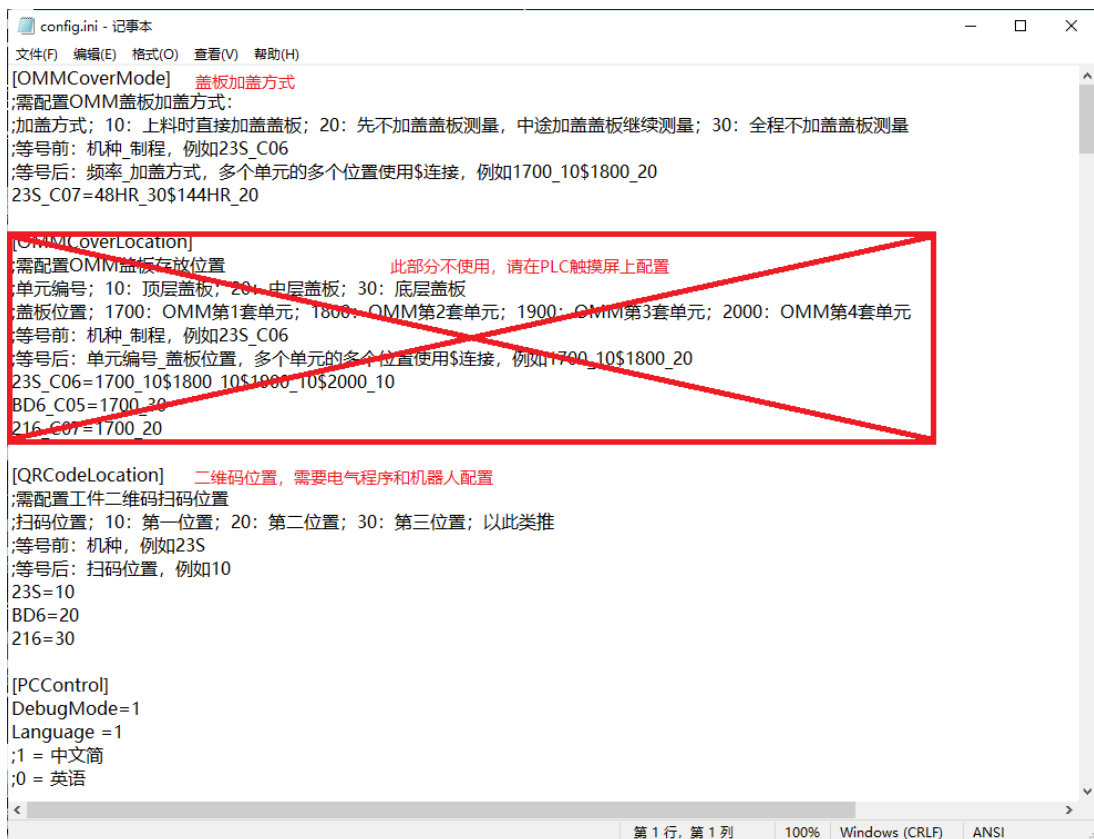 config.ini - 记事本
文件(F) 编辑(E) 格式(O) 查看(V) 帮助(H)
[OMMCoverMode] 盖板加盖方式
;需配置OMM盖板加盖方式：
;加盖方式；10：上料时直接加盖盖板；20：先不加盖盖板测量，中途加盖盖板继续测量；30：全程不加盖盖板测量
;等号前：机种_制程，例如23S_C06
;等号后：频率_加盖方式，多个单元的多个位置使用$连接，例如1700_10$1800_20
23S_C07=48HR_30$144HR_20
[OMMCoverLocation]
;需配置OMM盖板存放位置 此部分不使用，请在PLC触摸屏上配置
;单元编号；10：顶层盖板；20：中层盖板；30：底层盖板
;盖板位置；1700：OMM第1套单元；1800：OMM第2套单元；1900：OMM第3套单元；2000：OMM第4套单元
;等号前：机种_制程，例如23S_C06
;等号后：单元编号_盖板位置，多个单元的多个位置使用$连接，例如1700_10$1800_20
23S_C06=1700_10$1800_10$1900_10$2000_10
BD6_C05=1700_30
216_C07=1700_20
[QRCodeLocation] 二维码位置，需要电气程序和机器人配置
;需配置工件二维码扫码位置
;扫码位置；10：第一位置；20：第二位置；30：第三位置；以此类推
;等号前：机种，例如23S
;等号后：扫码位置，例如10
23S=10
BD6=20
216=30
[PCControl]
DebugMode=1
Language =1
;1 = 中文简
;0 = 英语
第 1 行，第 1 列 100% Windows (CRLF) ANSI